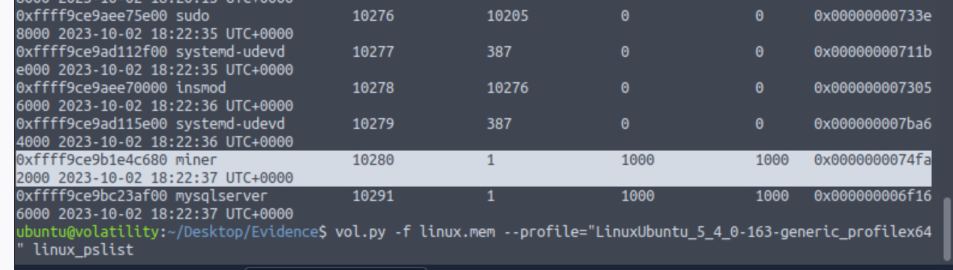 0xffff9ce9aee75e00 sudo 10276 10205 0 0 0x00000000733e
8000 2023-10-02 18:22:35 UTC+0000
0xffff9ce9ad112f00 systemd-udevd 10277 387 0 0 0x00000000711b
e000 2023-10-02 18:22:35 UTC+0000
0xffff9ce9aee70000 insmod 10278 10276 0 0 0x000000007305
6000 2023-10-02 18:22:36 UTC+0000
0xffff9ce9ad115e00 systemd-udevd 10279 387 0 0 0x000000007ba6
4000 2023-10-02 18:22:36 UTC+0000
0xffff9ce9b1e4c680 miner 10280 1 1000 1000 0x0000000074fa
2000 2023-10-02 18:22:37 UTC+0000
0xffff9ce9bc23af00 mysqlserver 10291 1 1000 1000 0x000000006f16
6000 2023-10-02 18:22:37 UTC+0000
ubuntu@volatility:~/Desktop/Evidence$ vol.py -f linux.mem --profile="LinuxUbuntu_5_4_0-163-generic_profilex64
" linux_pslist